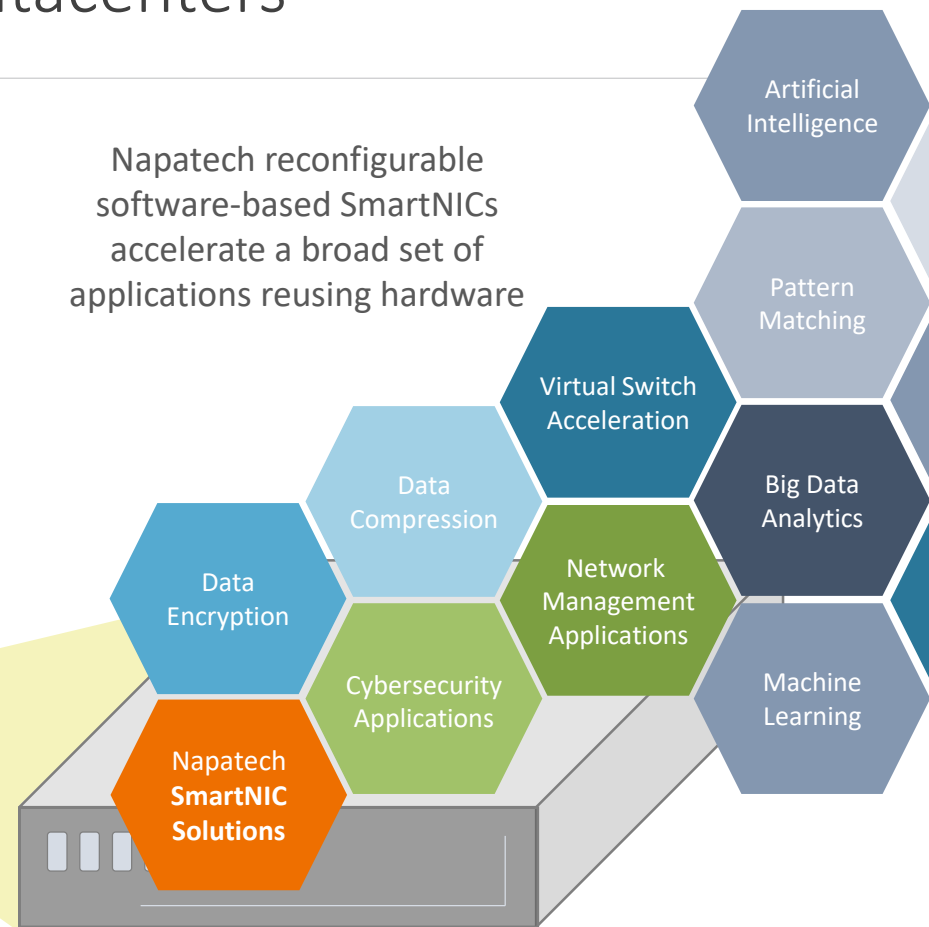 Napatech reconfigurable
software-based SmartNICs
accelerate a broad set of
applications reusing hardware
Artificial
Intelligence
Pattern
Matching
Virtual Switch
Acceleration
Data
Compression
Big Data
Analytics
Data
Encryption
Network
Management
Applications
Cybersecurity
Applications
Machine
Learning
Napatech
SmartNIC
Solutions